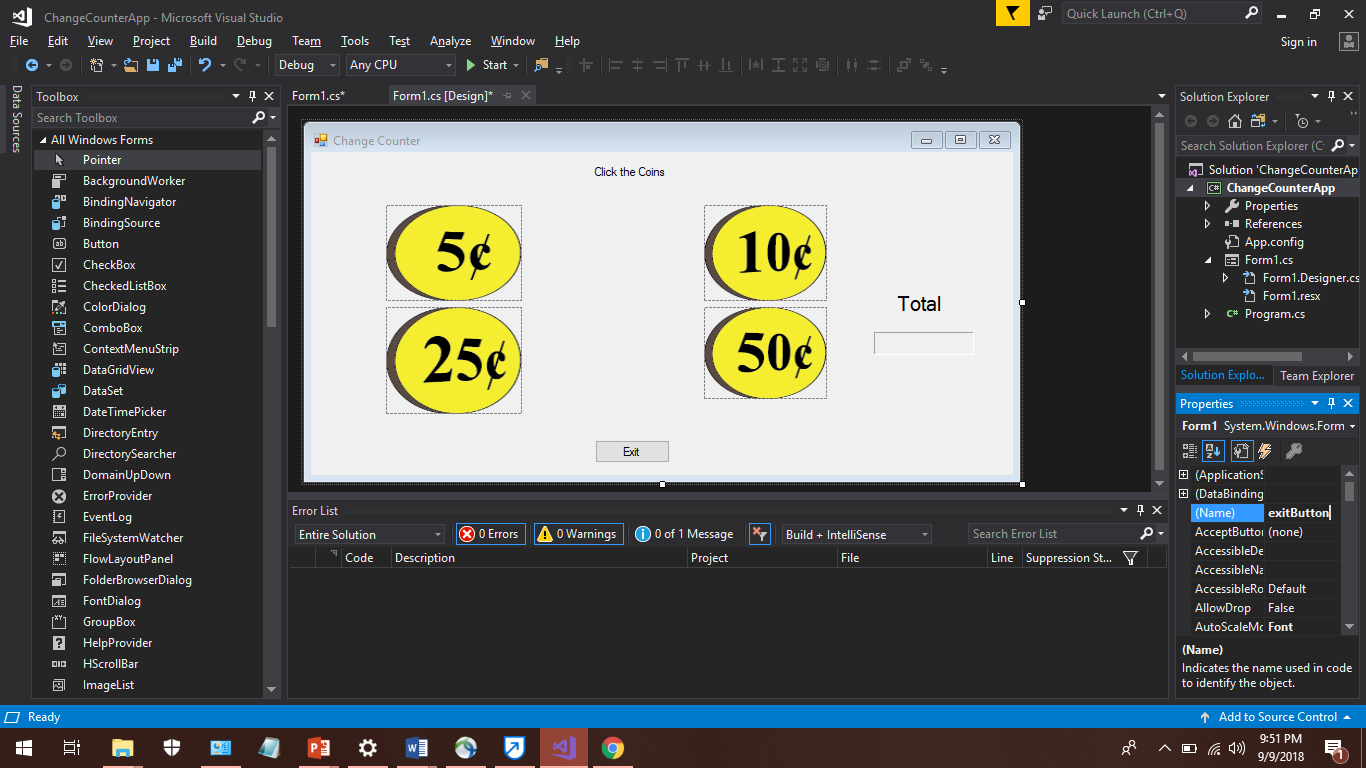 ChangeCounterApp - Microsoft Visual Studio
Quick Launch (Ctrl+Q)
File Edit View Project Build Debug Team Tools Test Analyze Window Help
Sign in
Debug Any CPU Start
Data Sources
Toolbox
Search Toolbox
All Windows Forms
Pointer
BackgroundWorker
BindingNavigator
BindingSource
Button
CheckBox
CheckedListBox
ColorDialog
ComboBox
ContextMenuStrip
DataGridView
DataSet
DateTimePicker
DirectoryEntry
DirectorySearcher
DomainUpDown
ErrorProvider
EventLog
FileSystemWatcher
FlowLayoutPanel
FolderBrowserDialog
FontDialog
GroupBox
HelpProvider
HScrollBar
ImageList
Form1.cs* Form1.cs [Design]*
Change Counter
Click the Coins
5¢ 10¢
25¢ 50¢
Total
Exit
Error List
Entire Solution 0 Errors 0 Warnings 0 of 1 Message Build + IntelliSense Search Error List
Code Description Project File Line Suppression St...
Solution Explorer
Search Solution Explorer (C
Solution 'ChangeCounterAp
ChangeCounterApp
Properties
References
App.config
Form1.cs
Form1.Designer.cs
Form1.resx
Program.cs
Solution Explo... Team Explorer
Properties
Form1 System.Windows.Form
(ApplicationS
(DataBinding
(Name) exitButton
AcceptButton (none)
AccessibleDe
AccessibleNa
AccessibleRo Default
AllowDrop False
AutoScaleMo Font
(Name)
Indicates the name used in code
to identify the object.
Ready
Add to Source Control
9:51 PM
9/9/2018
1